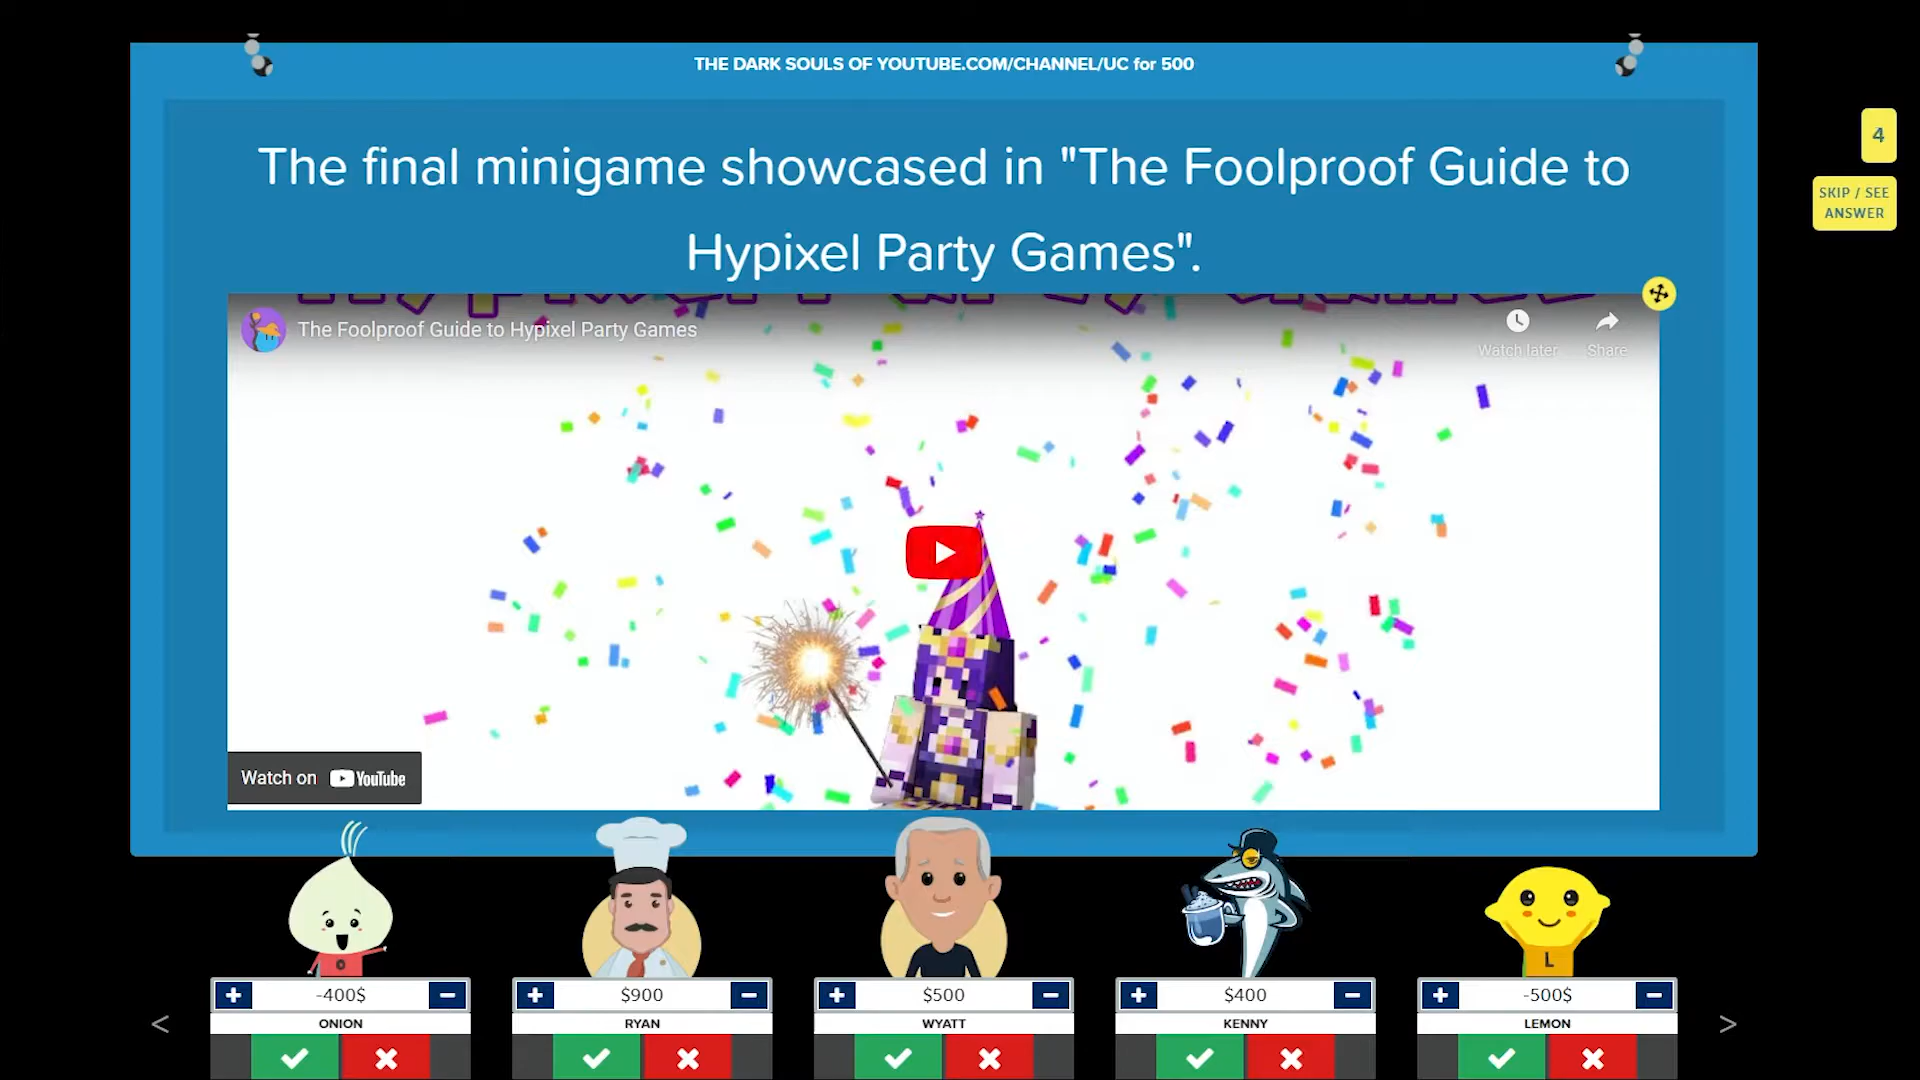 THE DARK SOULS OF YOUTUBE.COM/CHANNEL/UC for 500
4
SKIP / SEE
ANSWER
The final minigame showcased in "The Foolproof Guide to
Hypixel Party Games".
The Foolproof Guide to Hypixel Party Games
Watch later
Share
Watch on YouTube
O
L
+ -400$ −
+ $900 −
+ $500 −
+ $400 −
+ -500$ −
ONION
RYAN
WYATT
KENNY
LEMON
< >